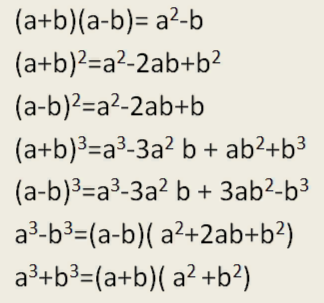 (a+b)(a-b)= a²-b
(a+b)²=a²-2ab+b²
(a-b)²=a²-2ab+b
(a+b)³=a³-3a² b + ab²+b³
(a-b)³=a³-3a² b + 3ab²-b³
a³-b³=(a-b)( a²+2ab+b²)
a³+b³=(a+b)( a² +b²)